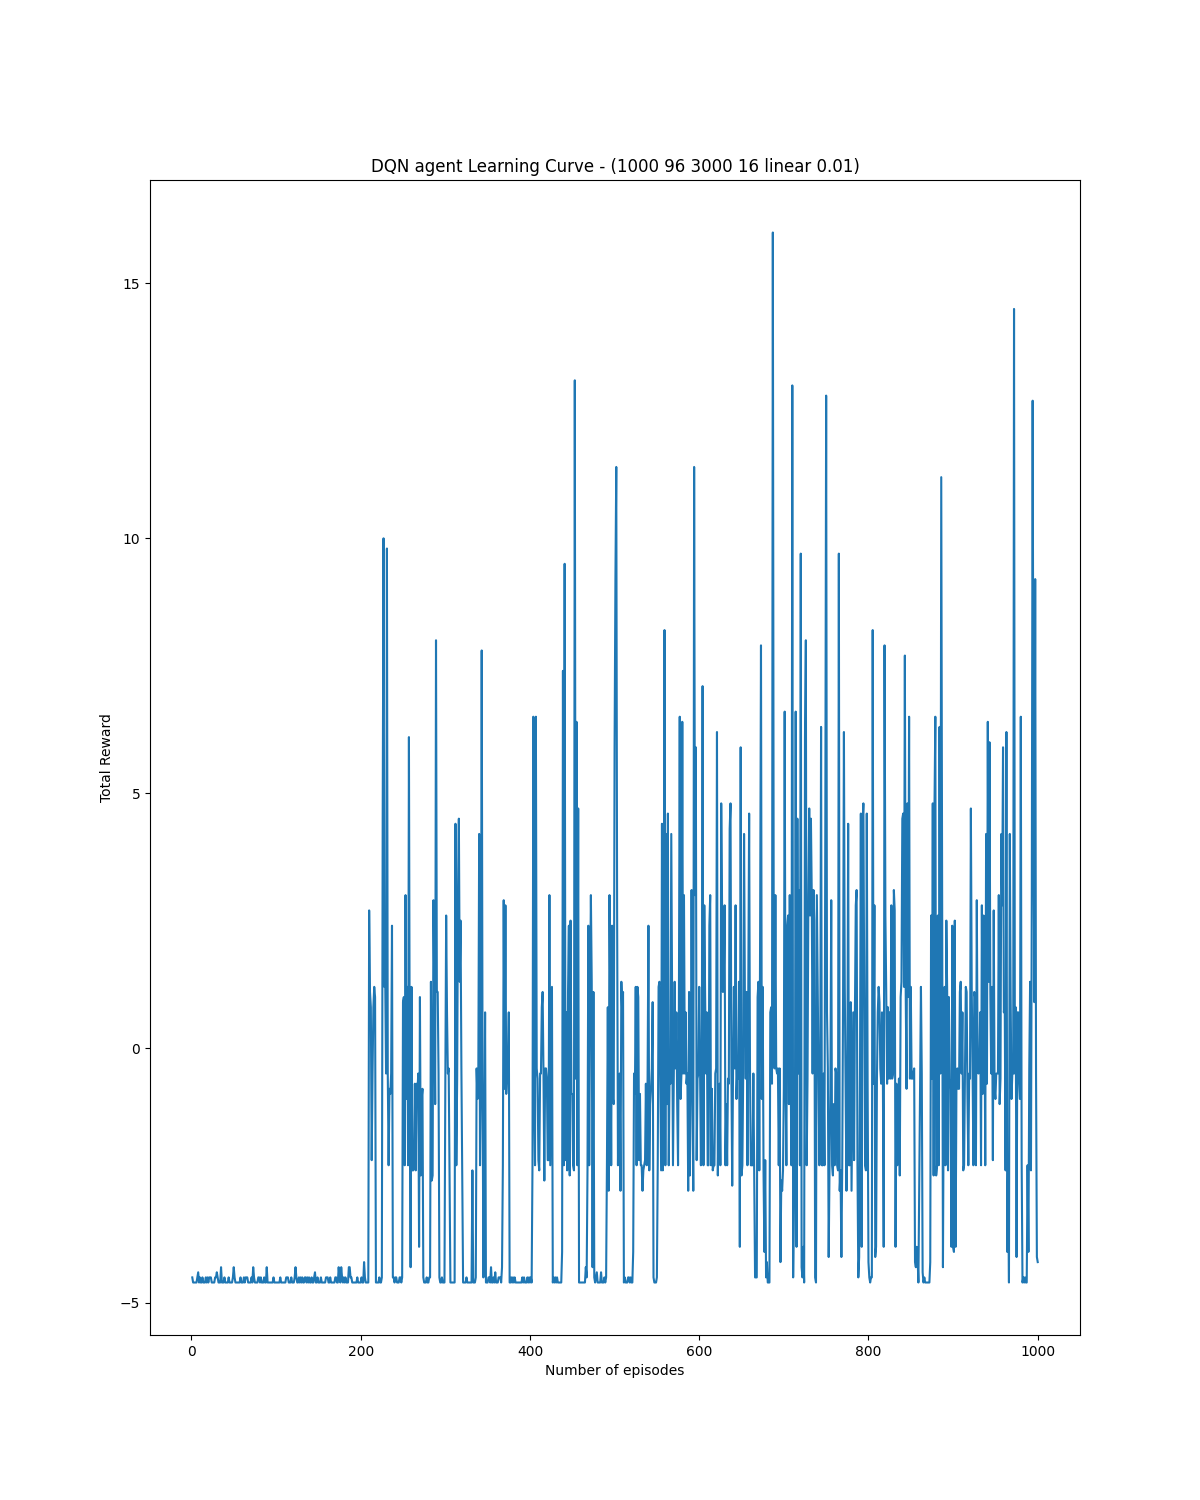 DQN agent Learning Curve - (1000 96 3000 16 linear 0.01)
15
10
5
0
−5
Total Reward
0 200 400 600 800 1000
Number of episodes